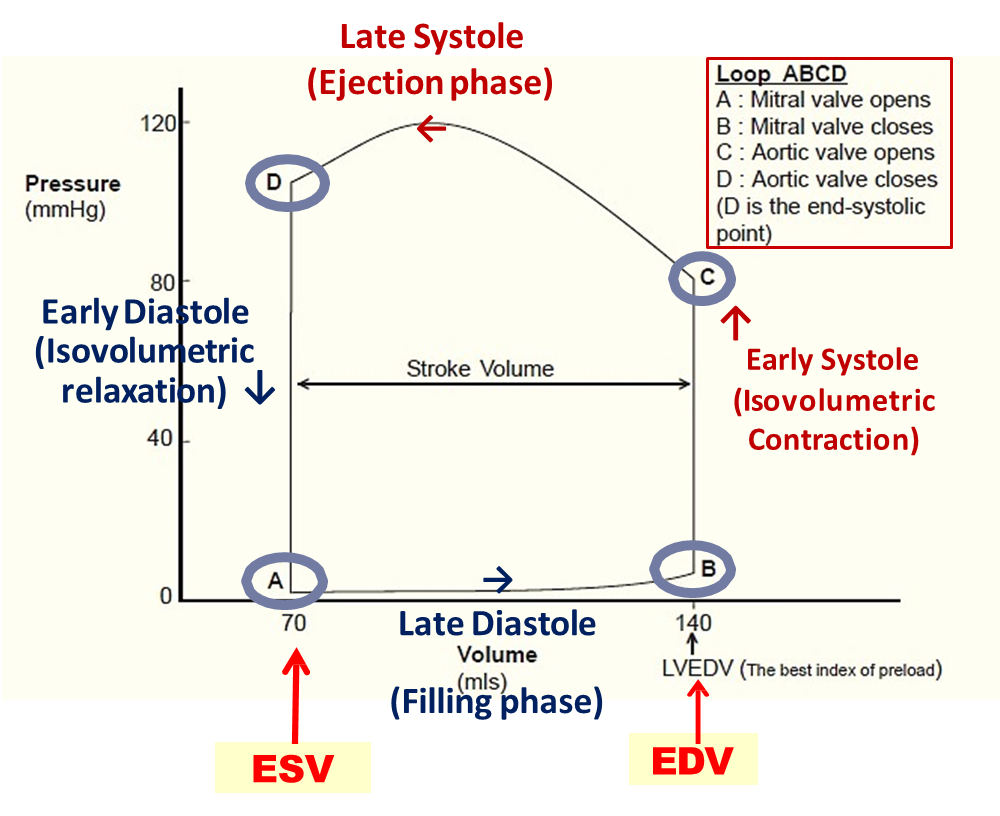 Late Systole
(Ejection phase)
Loop ABCD
A : Mitral valve opens
B : Mitral valve closes
C : Aortic valve opens
D : Aortic valve closes
(D is the end-systolic
point)
120
D
Pressure
(mmHg)
C
80
Early Diastole
(Isovolumetric
relaxation)
Stroke Volume
Early Systole
(Isovolumetric
Contraction)
40
A
B
0
70
140
Late Diastole
Volume
(mls)
LVEDV (The best index of preload)
(Filling phase)
ESV
EDV